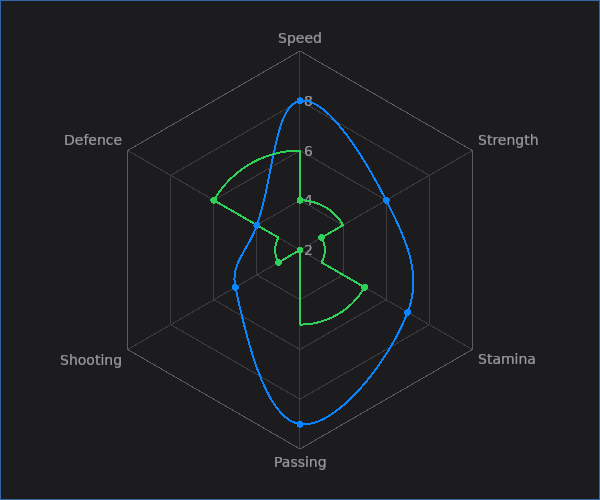 Speed
8
Defence
Strength
6
4
2
Shooting
Stamina
Passing